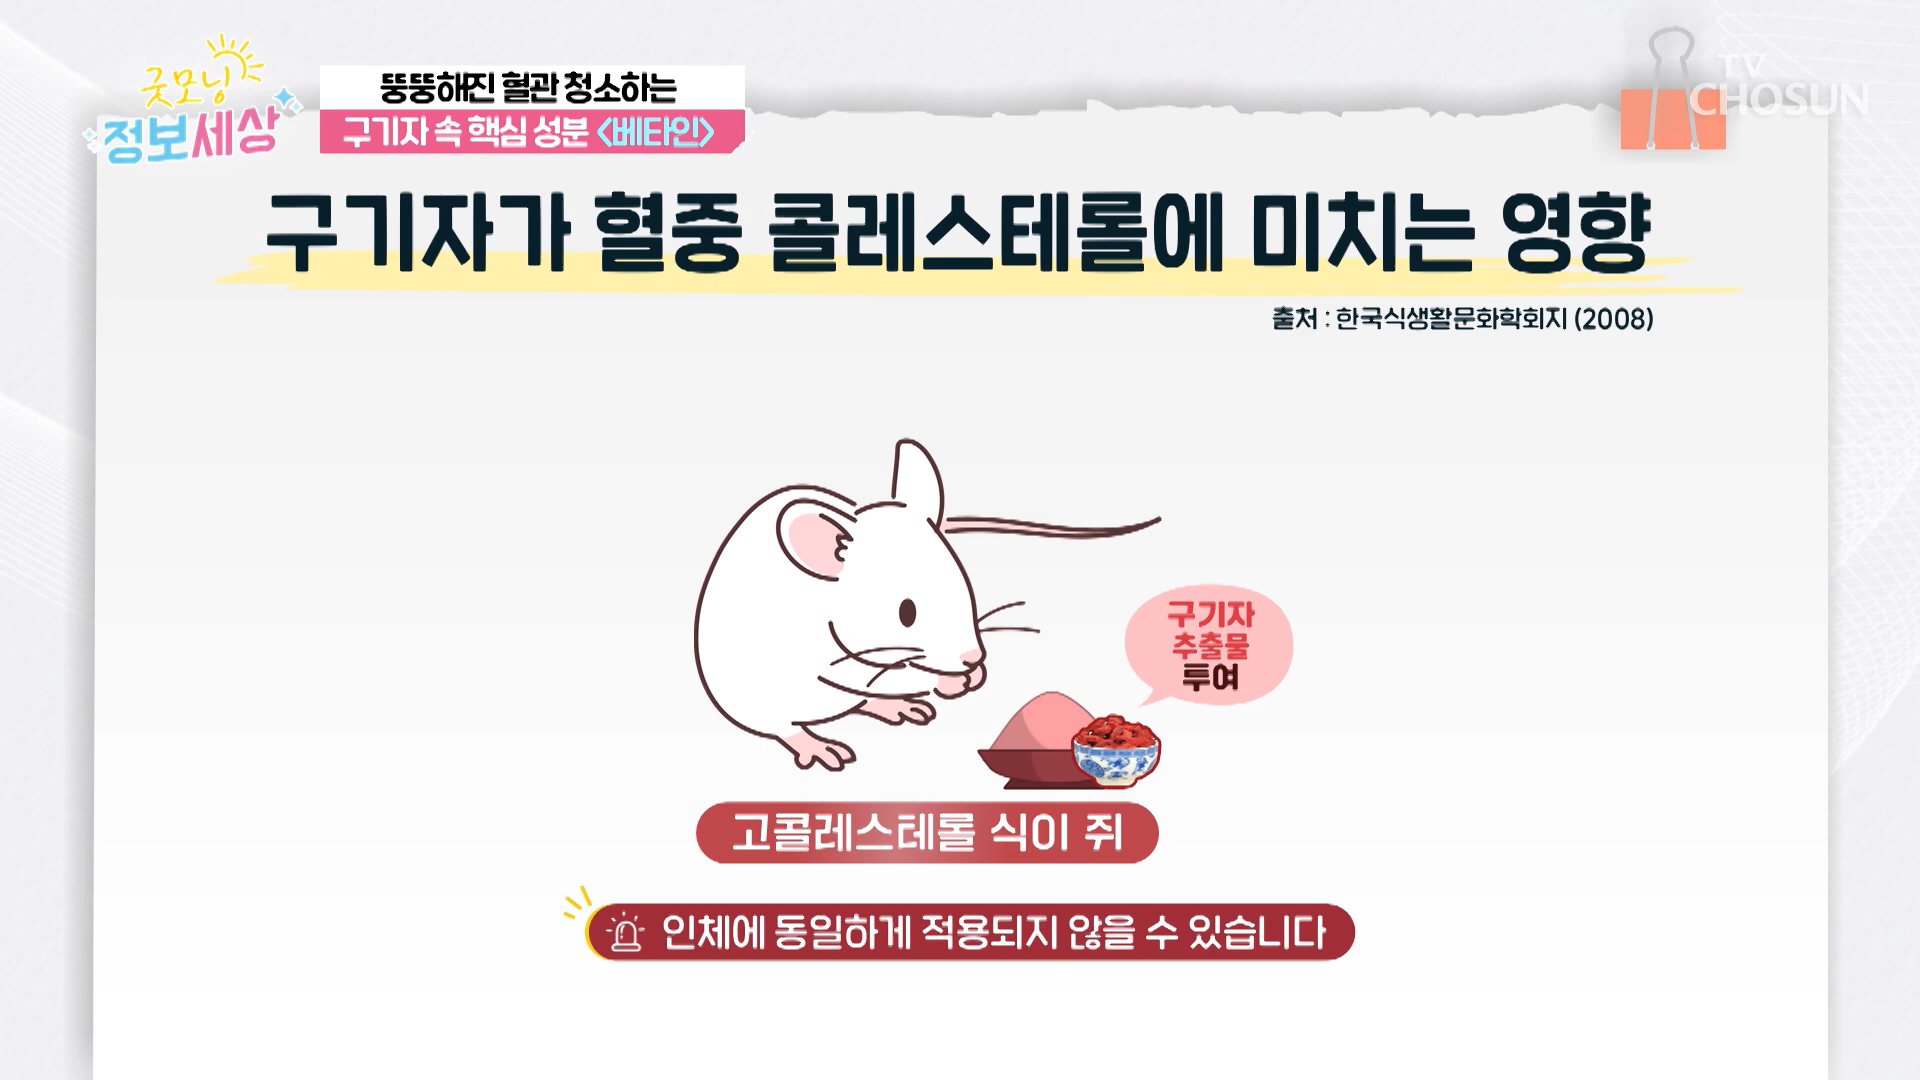 굿모닝
정보세상
뚱뚱해진 혈관 청소하는
구기자 속 핵심 성분 <베타인>
TV
CHOSUN
구기자가 혈중 콜레스테롤에 미치는 영향
출처 : 한국식생활문화학회지 (2008)
구기자
추출물
투여
고콜레스테롤 식이 쥐
인체에 동일하게 적용되지 않을 수 있습니다